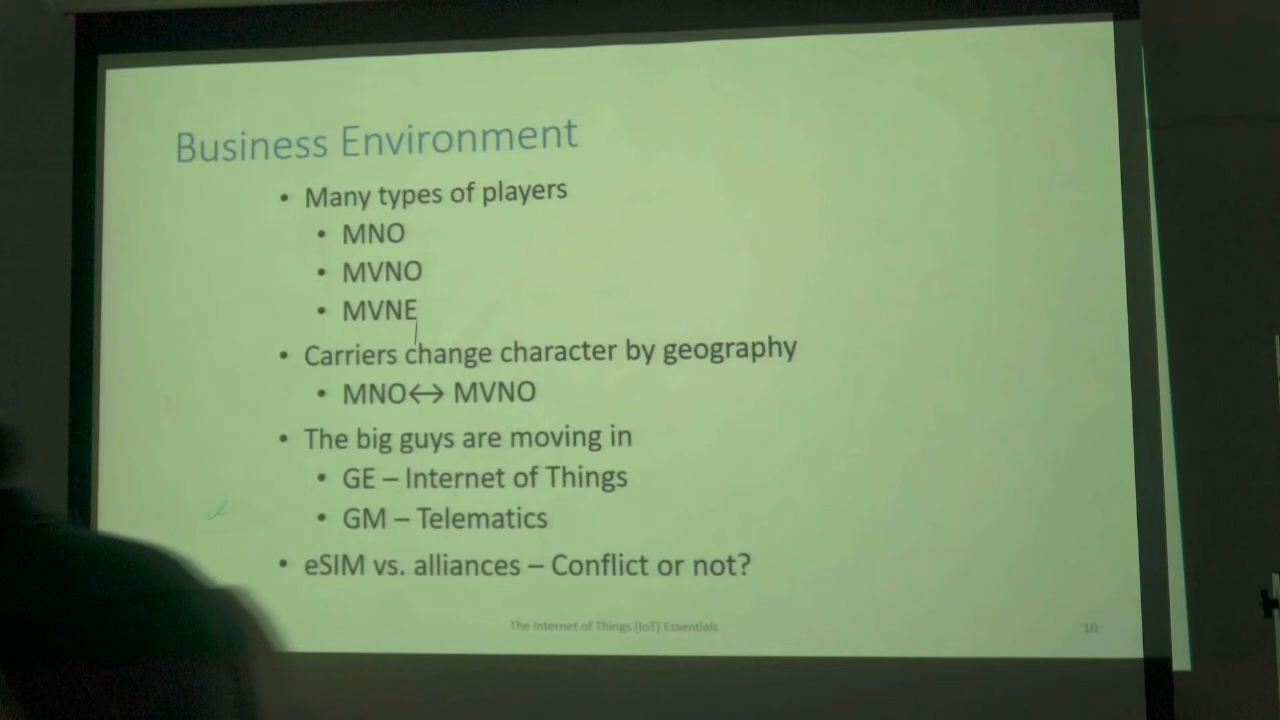 Business Environment
• Many types of players
• MNO
• MVNO
• MVNE
• Carriers change character by geography
• MNO↔ MVNO
• The big guys are moving in
• GE – Internet of Things
• GM – Telematics
• eSIM vs. alliances – Conflict or not?
The Internet of Things (IoT) Essentials
10